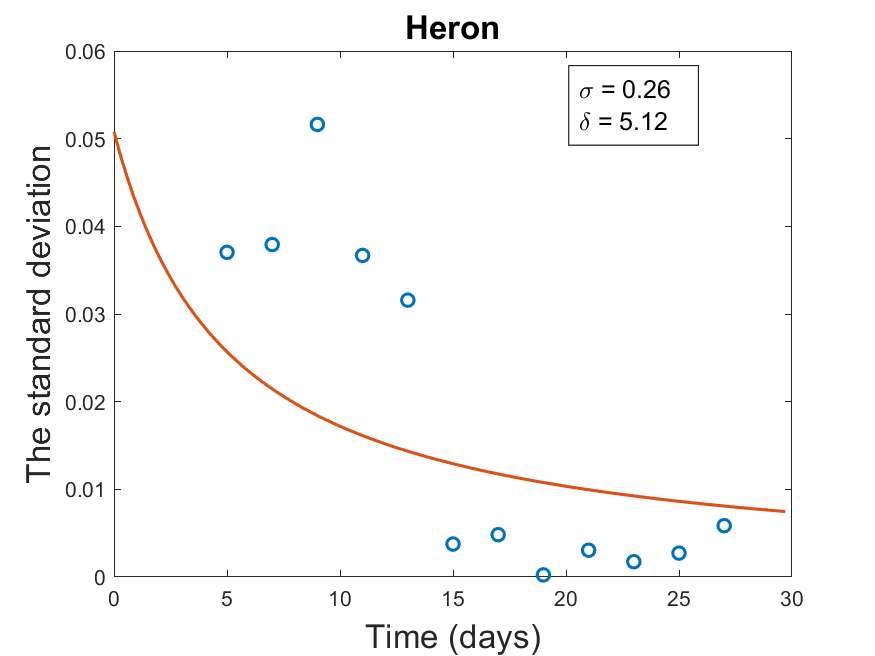 Heron
σ = 0.26
δ = 5.12
0.06
0.05
0.04
0.03
0.02
0.01
0
The standard deviation
0 5 10 15 20 25 30
Time (days)